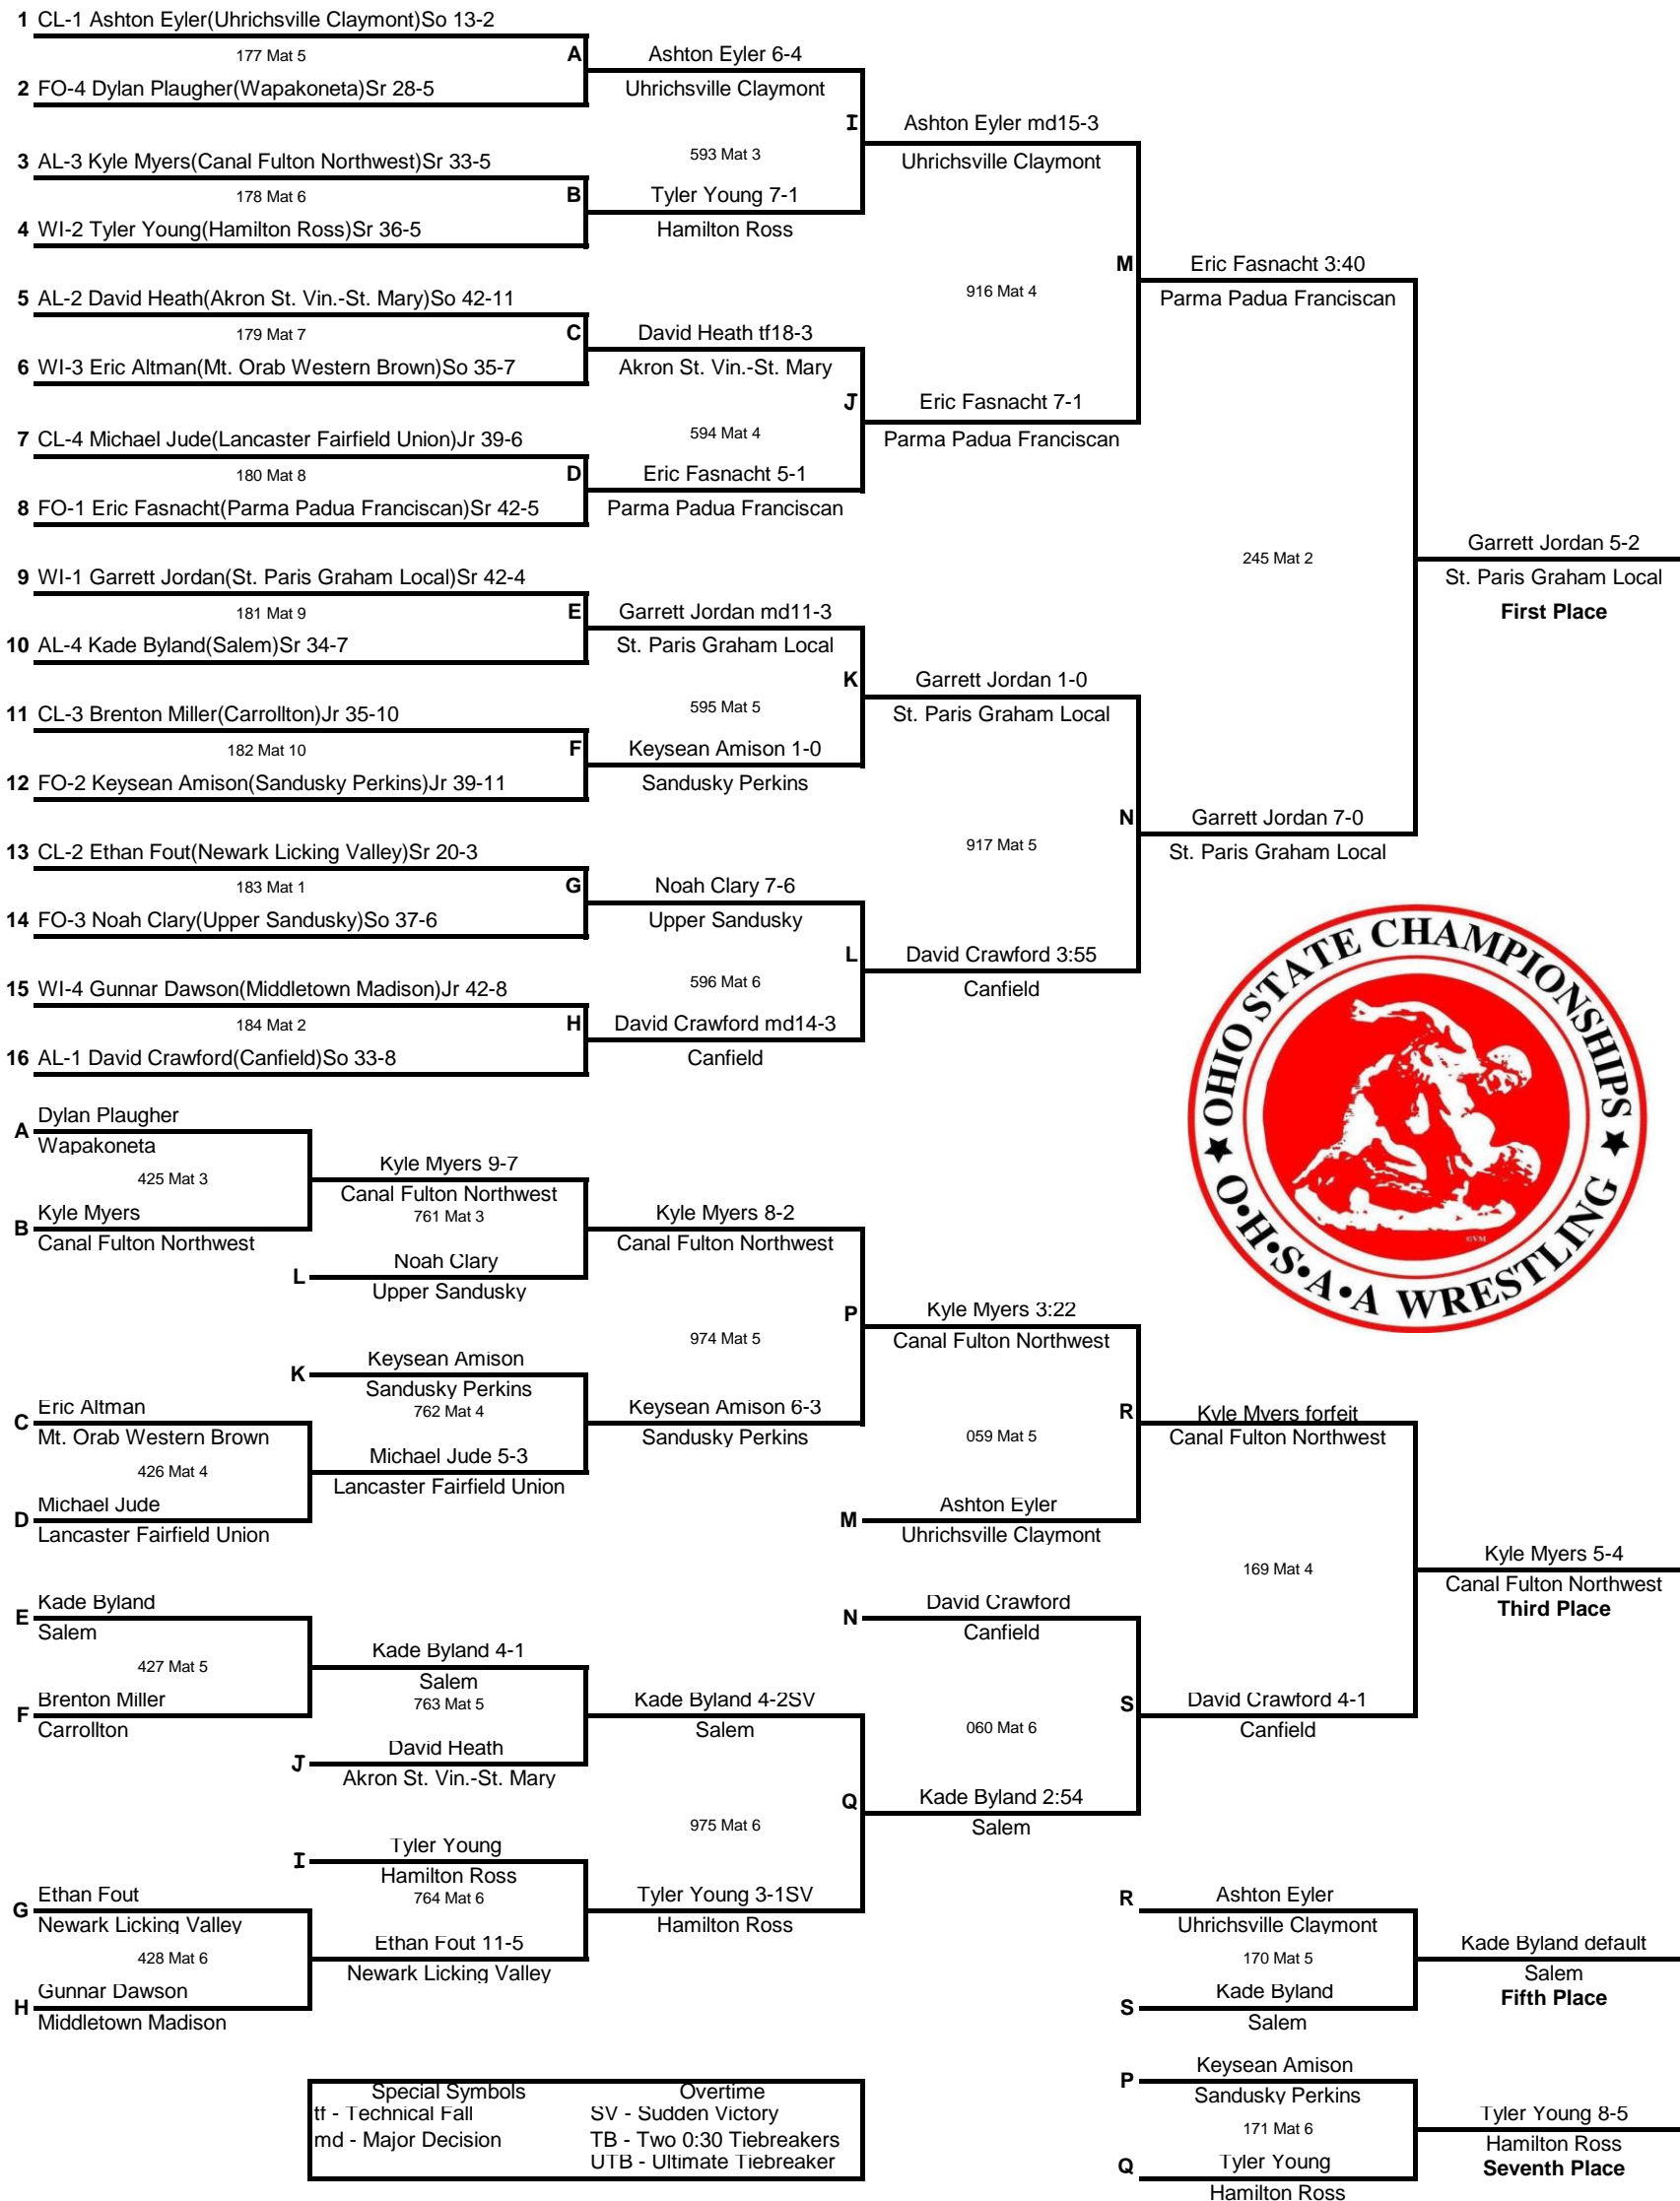 1 CL-1 Ashton Eyler(Uhrichsville Claymont)So 13-2
177 Mat 5
A
2 FO-4 Dylan Plaugher(Wapakoneta)Sr 28-5
Ashton Eyler 6-4
Uhrichsville Claymont
593 Mat 3
I
3 AL-3 Kyle Myers(Canal Fulton Northwest)Sr 33-5
178 Mat 6
B
4 WI-2 Tyler Young(Hamilton Ross)Sr 36-5
Tyler Young 7-1
Hamilton Ross
Ashton Eyler md15-3
Uhrichsville Claymont
916 Mat 4
M
5 AL-2 David Heath(Akron St. Vin.-St. Mary)So 42-11
179 Mat 7
C
6 WI-3 Eric Altman(Mt. Orab Western Brown)So 35-7
David Heath tf18-3
Akron St. Vin.-St. Mary
594 Mat 4
J
7 CL-4 Michael Jude(Lancaster Fairfield Union)Jr 39-6
180 Mat 8
D
8 FO-1 Eric Fasnacht(Parma Padua Franciscan)Sr 42-5
Eric Fasnacht 5-1
Parma Padua Franciscan
Eric Fasnacht 7-1
Parma Padua Franciscan
Eric Fasnacht 3:40
Parma Padua Franciscan
245 Mat 2
Garrett Jordan 5-2
St. Paris Graham Local
First Place
9 WI-1 Garrett Jordan(St. Paris Graham Local)Sr 42-4
181 Mat 9
E
10 AL-4 Kade Byland(Salem)Sr 34-7
Garrett Jordan md11-3
St. Paris Graham Local
595 Mat 5
K
11 CL-3 Brenton Miller(Carrollton)Jr 35-10
182 Mat 10
F
12 FO-2 Keysean Amison(Sandusky Perkins)Jr 39-11
Keysean Amison 1-0
Sandusky Perkins
Garrett Jordan 1-0
St. Paris Graham Local
917 Mat 5
N
13 CL-2 Ethan Fout(Newark Licking Valley)Sr 20-3
183 Mat 1
G
14 FO-3 Noah Clary(Upper Sandusky)So 37-6
Noah Clary 7-6
Upper Sandusky
596 Mat 6
L
15 WI-4 Gunnar Dawson(Middletown Madison)Jr 42-8
184 Mat 2
H
16 AL-1 David Crawford(Canfield)So 33-8
David Crawford md14-3
Canfield
David Crawford 3:55
Canfield
Garrett Jordan 7-0
St. Paris Graham Local
★ OHIO STATE CHAMPIONSHIPS ★
O•H•S•A•A WRESTLING
©VM
A
Dylan Plaugher
Wapakoneta
425 Mat 3
B
Kyle Myers
Canal Fulton Northwest
Kyle Myers 9-7
Canal Fulton Northwest
761 Mat 3
L
Noah Clary
Upper Sandusky
Kyle Myers 8-2
Canal Fulton Northwest
974 Mat 5
P
K
Keysean Amison
Sandusky Perkins
762 Mat 4
C
Eric Altman
Mt. Orab Western Brown
426 Mat 4
D
Michael Jude
Lancaster Fairfield Union
Michael Jude 5-3
Lancaster Fairfield Union
Keysean Amison 6-3
Sandusky Perkins
Kyle Myers 3:22
Canal Fulton Northwest
059 Mat 5
R
M
Ashton Eyler
Uhrichsville Claymont
Kyle Myers forfeit
Canal Fulton Northwest
169 Mat 4
Kyle Myers 5-4
Canal Fulton Northwest
Third Place
E
Kade Byland
Salem
427 Mat 5
F
Brenton Miller
Carrollton
Kade Byland 4-1
Salem
763 Mat 5
J
David Heath
Akron St. Vin.-St. Mary
Kade Byland 4-2SV
Salem
975 Mat 6
Q
N
David Crawford
Canfield
060 Mat 6
S
Kade Byland 2:54
Salem
David Crawford 4-1
Canfield
I
Tyler Young
Hamilton Ross
764 Mat 6
G
Ethan Fout
Newark Licking Valley
428 Mat 6
H
Gunnar Dawson
Middletown Madison
Ethan Fout 11-5
Newark Licking Valley
Tyler Young 3-1SV
Hamilton Ross
R
Ashton Eyler
Uhrichsville Claymont
170 Mat 5
S
Kade Byland
Salem
Kade Byland default
Salem
Fifth Place
P
Keysean Amison
Sandusky Perkins
171 Mat 6
Q
Tyler Young
Hamilton Ross
Tyler Young 8-5
Hamilton Ross
Seventh Place
Special Symbols
tf - Technical Fall
md - Major Decision
Overtime
SV - Sudden Victory
TB - Two 0:30 Tiebreakers
UTB - Ultimate Tiebreaker